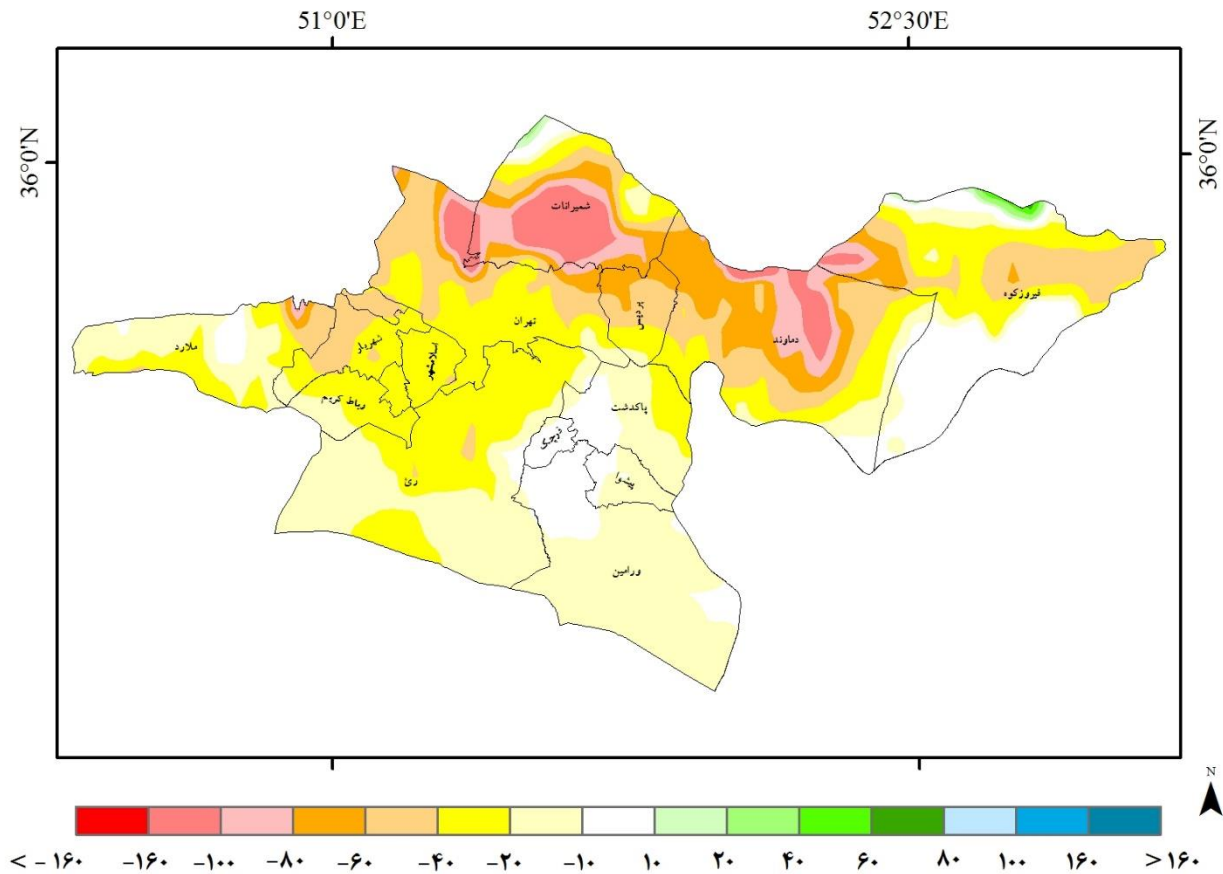 51°0'E 52°30'E
36°0'N 36°0'N
شمیرانات
فیروزکوه
تهران
پردیس
دماوند
ملارد
شهریار
اسلامشهر
رباط کریم
پاکدشت
قرچک
پیشوا
ری
ورامین
N
< -۱۶۰ -۱۶۰ -۱۰۰ -۸۰ -۶۰ -۴۰ -۲۰ -۱۰ ۱۰ ۲۰ ۴۰ ۶۰ ۸۰ ۱۰۰ ۱۶۰ >۱۶۰